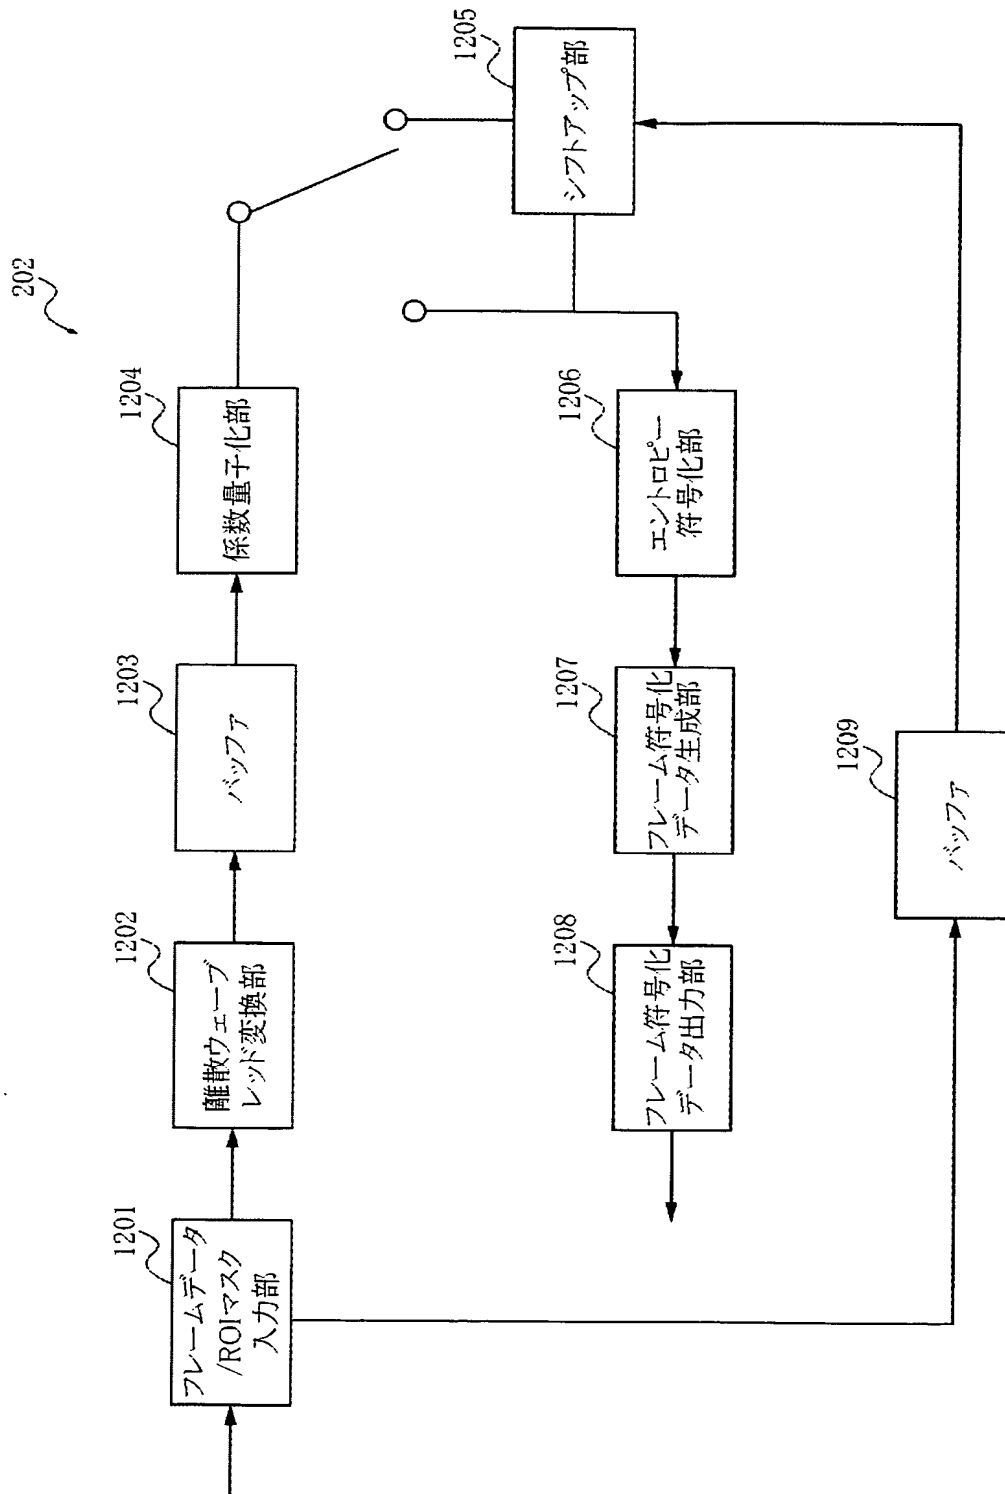 202
1201
フレームデータ
/ROIマスク
入力部
1202
離散ウェーブ
レッド変換部
1203
バッファ
1204
係数量子化部
1205
シフトアップ部
1206
エントロピー
符号化部
1207
フレーム符号化
データ生成部
1208
フレーム符号化
データ出力部
1209
バッファ